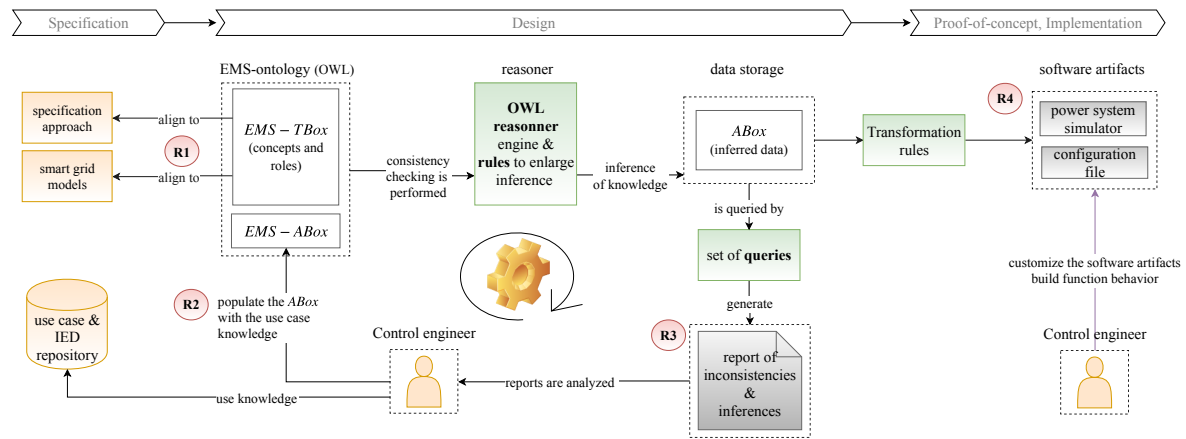 Specification
Design
Proof-of-concept, Implementation
EMS-ontology (OWL)
reasoner
data storage
software artifacts
specification
approach
smart grid
models
align to
R1
align to
EMS − TBox
(concepts and
roles)
EMS − ABox
consistency
checking is
performed
OWL
reasonner
engine &
rules to enlarge
inference
inference
of knowledge
ABox
(inferred data)
Transformation
rules
R4
power system
simulator
configuration
file
is queried by
set of queries
generate
R3
report of
inconsistencies
&
inferences
reports are analyzed
Control engineer
R2
populate the ABox
with the use case
knowledge
use knowledge
use case &
IED
repository
customize the software artifacts
build function behavior
Control engineer